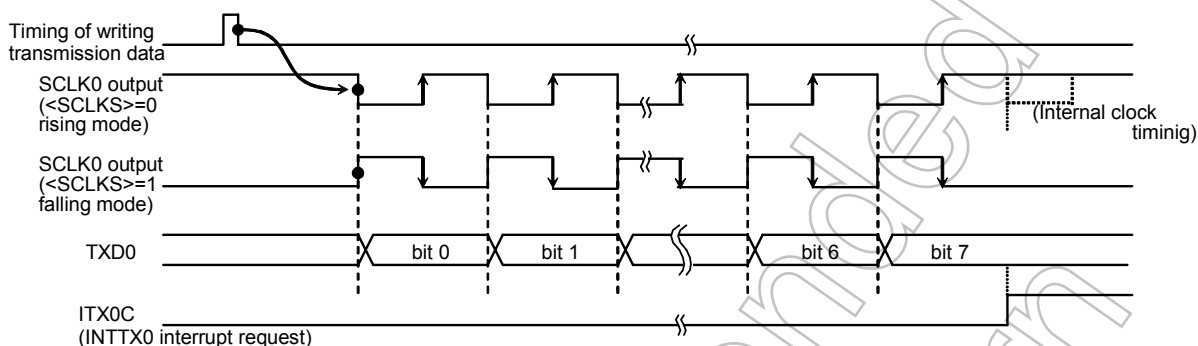 Timing of writing
transmission data
SCLK0 output
(<SCLKS>=0
rising mode)
(Internal clock
timinig)
SCLK0 output
(<SCLKS>=1
falling mode)
TXD0
bit 0
bit 1
bit 6
bit 7
ITX0C
(INTTX0 interrupt request)